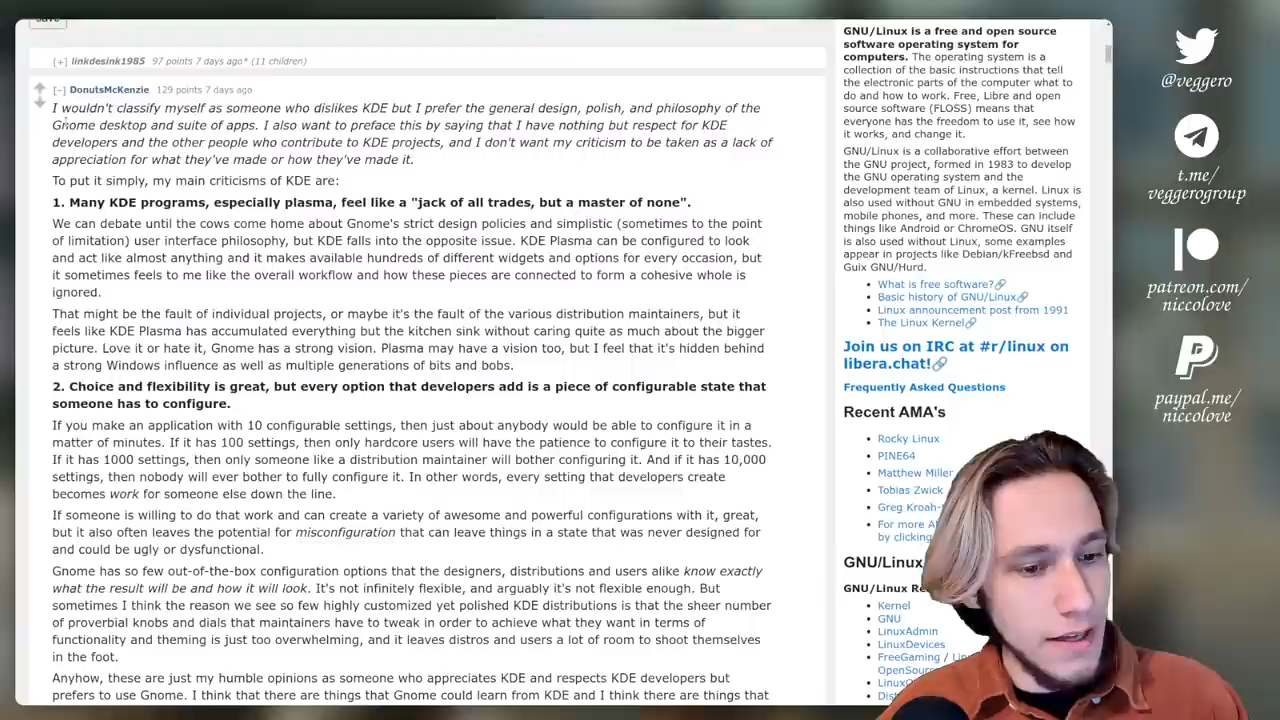 save
[+] linkdesink1985 97 points 7 days ago* (11 children)
[–] DonutsMcKenzie 129 points 7 days ago
I wouldn't classify myself as someone who dislikes KDE but I prefer the general design, polish, and philosophy of the
Gnome desktop and suite of apps. I also want to preface this by saying that I have nothing but respect for KDE
developers and the other people who contribute to KDE projects, and I don't want my criticism to be taken as a lack of
appreciation for what they've made or how they've made it.
To put it simply, my main criticisms of KDE are:
1. Many KDE programs, especially plasma, feel like a "jack of all trades, but a master of none".
We can debate until the cows come home about Gnome's strict design policies and simplistic (sometimes to the point
of limitation) user interface philosophy, but KDE falls into the opposite issue. KDE Plasma can be configured to look
and act like almost anything and it makes available hundreds of different widgets and options for every occasion, but
it sometimes feels to me like the overall workflow and how these pieces are connected to form a cohesive whole is
ignored.
That might be the fault of individual projects, or maybe it's the fault of the various distribution maintainers, but it
feels like KDE Plasma has accumulated everything but the kitchen sink without caring quite as much about the bigger
picture. Love it or hate it, Gnome has a strong vision. Plasma may have a vision too, but I feel that it's hidden behind
a strong Windows influence as well as multiple generations of bits and bobs.
2. Choice and flexibility is great, but every option that developers add is a piece of configurable state that
someone has to configure.
If you make an application with 10 configurable settings, then just about anybody would be able to configure it in a
matter of minutes. If it has 100 settings, then only hardcore users will have the patience to configure it to their tastes.
If it has 1000 settings, then only someone like a distribution maintainer will bother configuring it. And if it has 10,000
settings, then nobody will ever bother to fully configure it. In other words, every setting that developers create
becomes work for someone else down the line.
If someone is willing to do that work and can create a variety of awesome and powerful configurations with it, great,
but it also often leaves the potential for misconfiguration that can leave things in a state that was never designed for
and could be ugly or dysfunctional.
Gnome has so few out-of-the-box configuration options that the designers, distributions and users alike know exactly
what the result will be and how it will look. It's not infinitely flexible, and arguably it's not flexible enough. But
sometimes I think the reason we see so few highly customized yet polished KDE distributions is that the sheer number
of proverbial knobs and dials that maintainers have to tweak in order to achieve what they want in terms of
functionality and theming is just too overwhelming, and it leaves distros and users a lot of room to shoot themselves
in the foot.
Anyhow, these are just my humble opinions as someone who appreciates KDE and respects KDE developers but
prefers to use Gnome. I think that there are things that Gnome could learn from KDE and I think there are things that
GNU/Linux is a free and open source
software operating system for
computers. The operating system is a
collection of the basic instructions that tell
the electronic parts of the computer what to
do and how to work. Free, Libre and open
source software (FLOSS) means that
everyone has the freedom to use it, see how
it works, and change it.
GNU/Linux is a collaborative effort between
the GNU project, formed in 1983 to develop
the GNU operating system and the
development team of Linux, a kernel. Linux is
also used without GNU in embedded systems,
mobile phones, and more. These can include
things like Android or ChromeOS. GNU itself
is also used without Linux, some examples
appear in projects like Debian/kFreebsd and
Guix GNU/Hurd.
What is free software?
Basic history of GNU/Linux
Linux announcement post from 1991
The Linux Kernel
Join us on IRC at #r/linux on
libera.chat!
Frequently Asked Questions
Recent AMA's
Rocky Linux
PINE64
Matthew Miller
Tobias Zwick
Greg Kroah-
For more A
by clicking
GNU/Linux
GNU/Linux Re
Kernel
GNU
LinuxAdmin
LinuxDevices
FreeGaming / Lin
OpenSour
Linux
Dist
@veggero
t.me/
veggerogroup
patreon.com/
niccolove
paypal.me/
niccolove